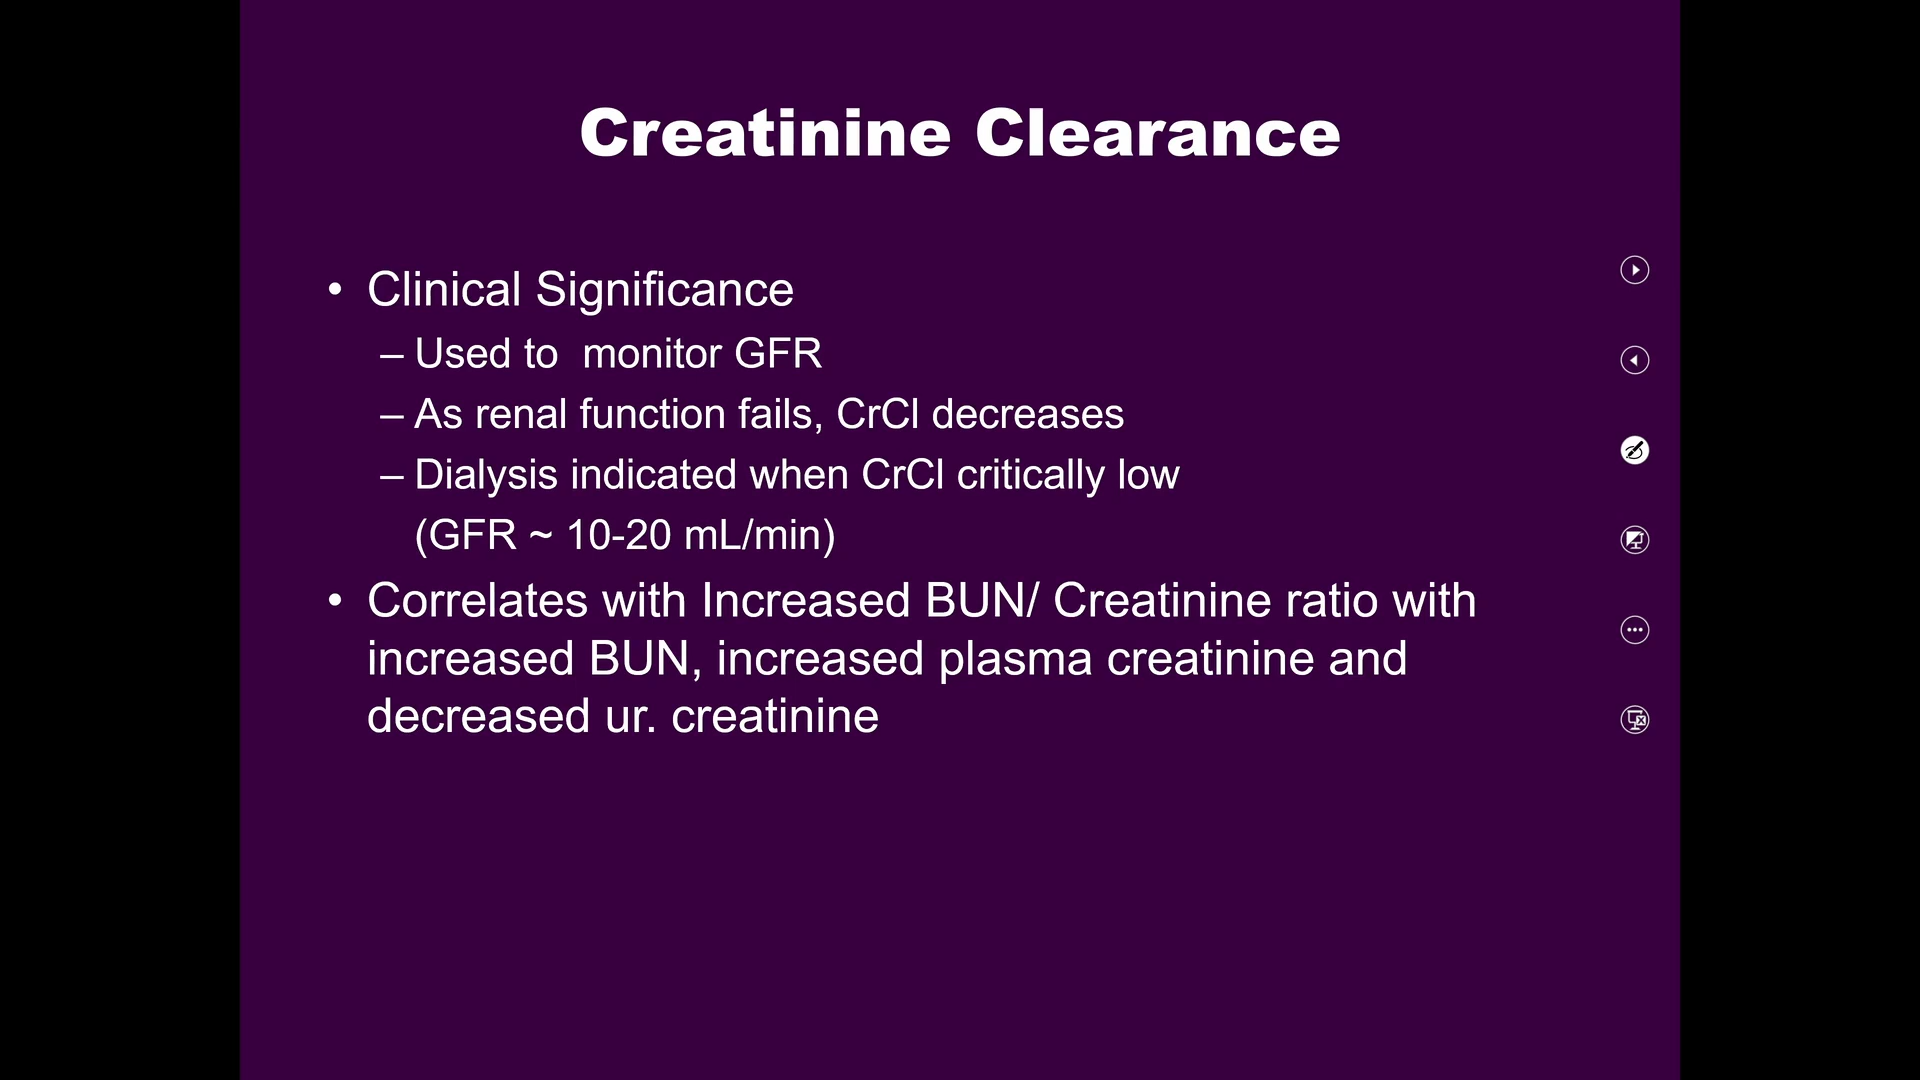 Creatinine Clearance
• Clinical Significance
– Used to  monitor GFR
– As renal function fails, CrCl decreases
– Dialysis indicated when CrCl critically low
(GFR ~ 10-20 mL/min)
• Correlates with Increased BUN/ Creatinine ratio with
increased BUN, increased plasma creatinine and
decreased ur. creatinine